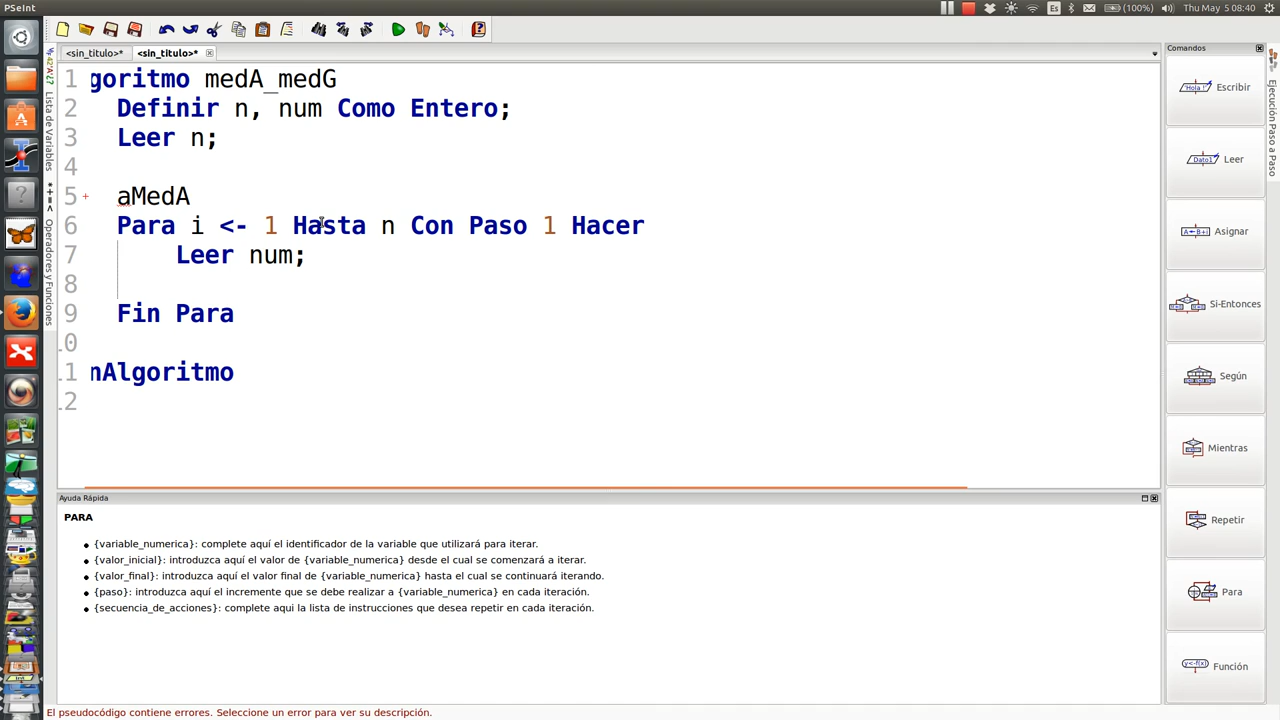 PSeInt
Es
(100%)
Thu May 5 08:40
<sin_titulo>*
<sin_titulo>*
Lista de Variables
Operadores y Funciones
1 goritmo medA_medG
2 Definir n, num Como Entero;
3 Leer n;
4
5 aMedA
6 Para i <- 1 Hasta n Con Paso 1 Hacer
7 Leer num;
8
9 Fin Para
.0
.1 nAlgoritmo
.2
Comandos
Escribir
Leer
Asignar
Si-Entonces
Según
Mientras
Repetir
Para
Función
Ejecución Paso a Paso
Ayuda Rápida
PARA
{variable_numerica}: complete aquí el identificador de la variable que utilizará para iterar.
{valor_inicial}: introduzca aquí el valor de {variable_numerica} desde el cual se comenzará a iterar.
{valor_final}: introduzca aquí el valor final de {variable_numerica} hasta el cual se continuará iterando.
{paso}: introduzca aquí el incremento que se debe realizar a {variable_numerica} en cada iteración.
{secuencia_de_acciones}: complete aqui la lista de instrucciones que desea repetir en cada iteración.
El pseudocódigo contiene errores. Seleccione un error para ver su descripción.